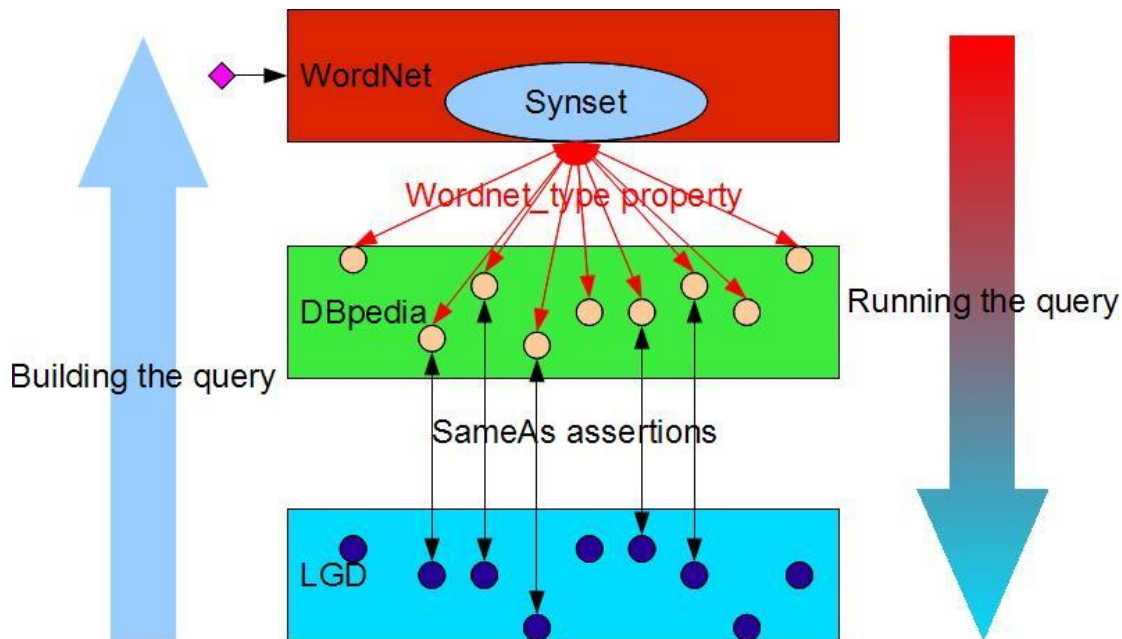 WordNet
Synset
Wordnet_type property
DBpedia
Running the query
Building the query
SameAs assertions
LGD